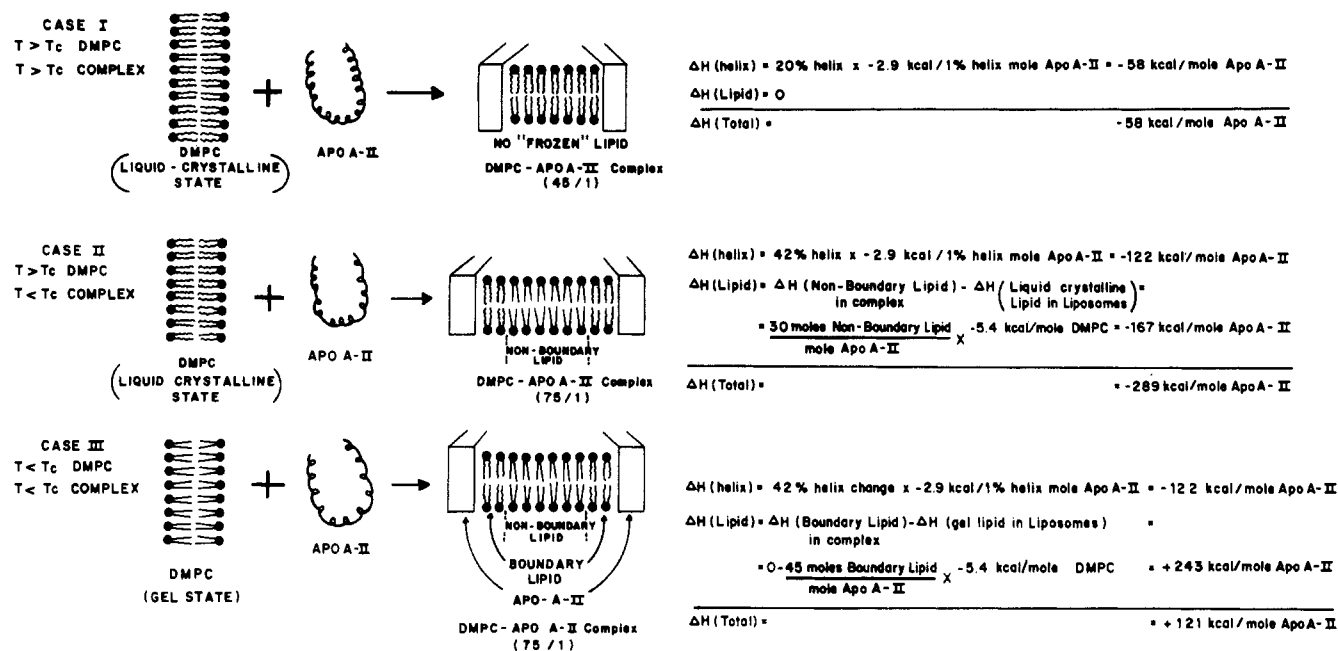 CASE I
T > Tc DMPC
T > Tc COMPLEX
+
DMPC
(LIQUID-CRYSTALLINE
STATE)
APO A-II
NO "FROZEN" LIPID
DMPC-APO A-II Complex
(45/1)
ΔH (helix) = 20% helix x -2.9 kcal/1% helix mole Apo A-II = -58 kcal/mole Apo A-II
ΔH (Lipid) = 0
ΔH (Total) = -58 kcal/mole Apo A-II
CASE II
T > Tc DMPC
T < Tc COMPLEX
+
DMPC
(LIQUID CRYSTALLINE
STATE)
APO A-II
NON-BOUNDARY
LIPID
DMPC-APO A-II Complex
(75/1)
ΔH (helix) = 42% helix x -2.9 kcal/1% helix mole Apo A-II = -122 kcal/mole Apo A-II
ΔH (Lipid) = ΔH (Non-Boundary Lipid) - ΔH (Liquid crystalline =
in complex Lipid in Liposomes)
= 30 moles Non-Boundary Lipid x -5.4 kcal/mole DMPC = -167 kcal/mole Apo A-II
mole Apo A-II
ΔH (Total) = = -289 kcal/mole Apo A-II
CASE III
T < Tc DMPC
T < Tc COMPLEX
+
DMPC
(GEL STATE)
APO A-II
NON-BOUNDARY
LIPID
BOUNDARY
LIPID
APO-A-II
DMPC-APO A-II Complex
(75/1)
ΔH (helix) = 42% helix change x -2.9 kcal/1% helix mole Apo A-II = -122 kcal/mole Apo A-II
ΔH (Lipid) = ΔH (Boundary Lipid) - ΔH (gel lipid in Liposomes) =
in complex
= 0-45 moles Boundary Lipid x -5.4 kcal/mole DMPC = +243 kcal/mole Apo A-II
mole Apo A-II
ΔH (Total) = = +121 kcal/mole Apo A-II